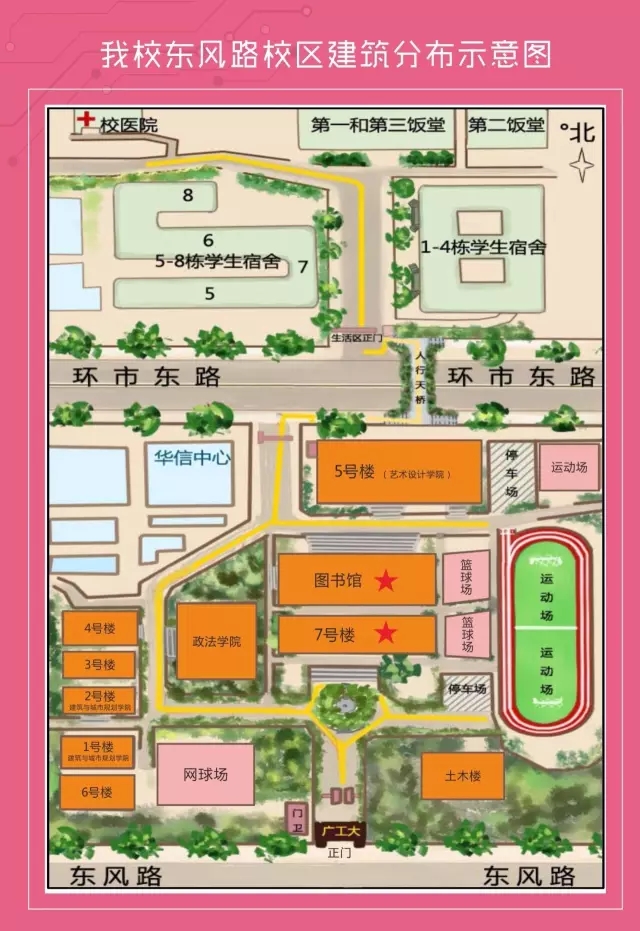 我校东风路校区建筑分布示意图
校医院
第一和第三饭堂
第二饭堂
北
8
6
5-8栋学生宿舍
7
5
1-4栋学生宿舍
生活区正门
人行天桥
环市东路
环市东路
华信中心
5号楼（艺术设计学院）
停车场
运动场
图书馆
篮球场
运动场
4号楼
政法学院
7号楼
篮球场
运动场
3号楼
2号楼
建筑与城市规划学院
停车场
1号楼
建筑与城市规划学院
网球场
土木楼
6号楼
门卫
广工大
正门
东风路
东风路